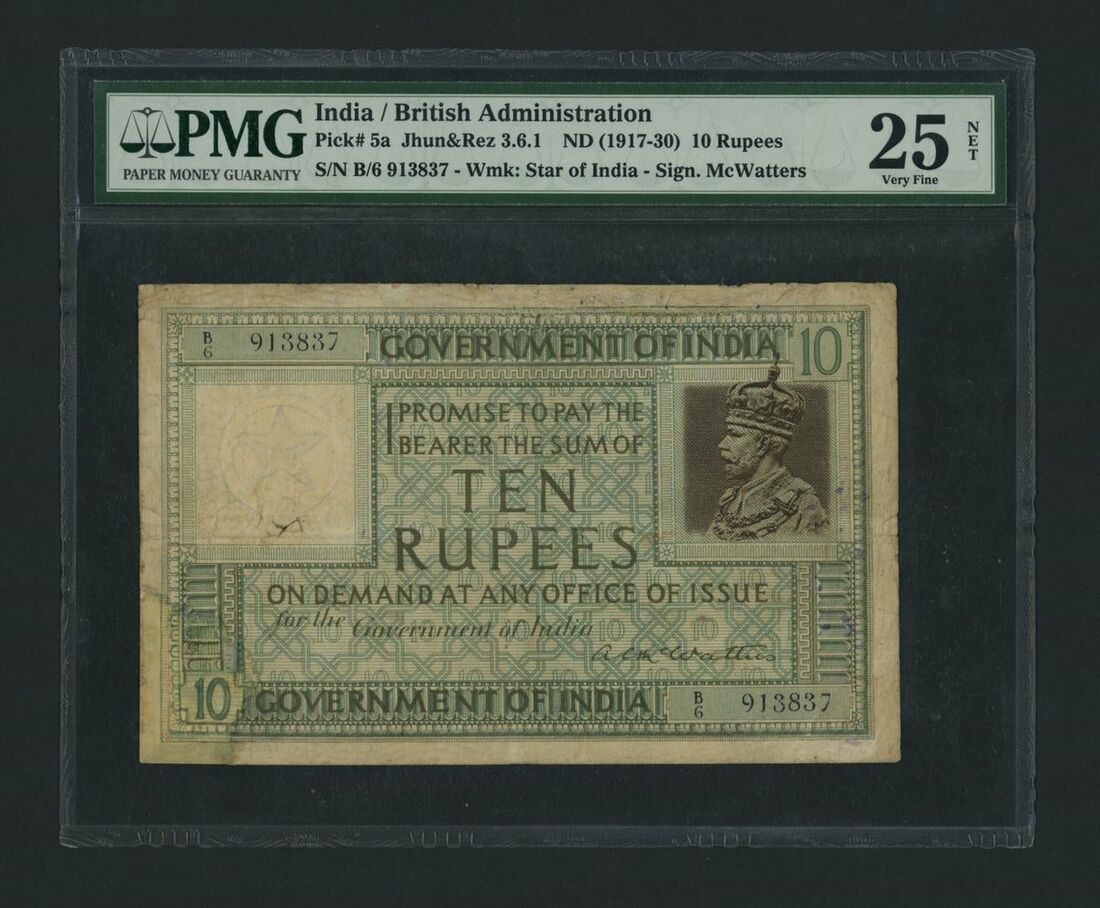 PMG
PAPER MONEY GUARANTY
India / British Administration
Pick# 5a Jhun&Rez 3.6.1 ND (1917-30) 10 Rupees
S/N B/6 913837 - Wmk: Star of India - Sign. McWatters
25
NET
Very Fine
B/6 913837
GOVERNMENT OF INDIA
10
I PROMISE TO PAY THE
BEARER THE SUM OF
TEN
RUPEES
ON DEMAND AT ANY OFFICE OF ISSUE
for the Government of India
A C McWatters
10
GOVERNMENT OF INDIA
B/6 913837